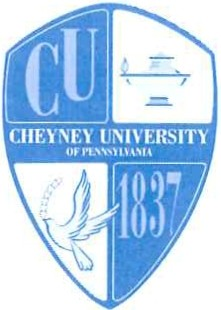 CU
CHEYNEY UNIVERSITY
OF PENNSYLVANIA
1837